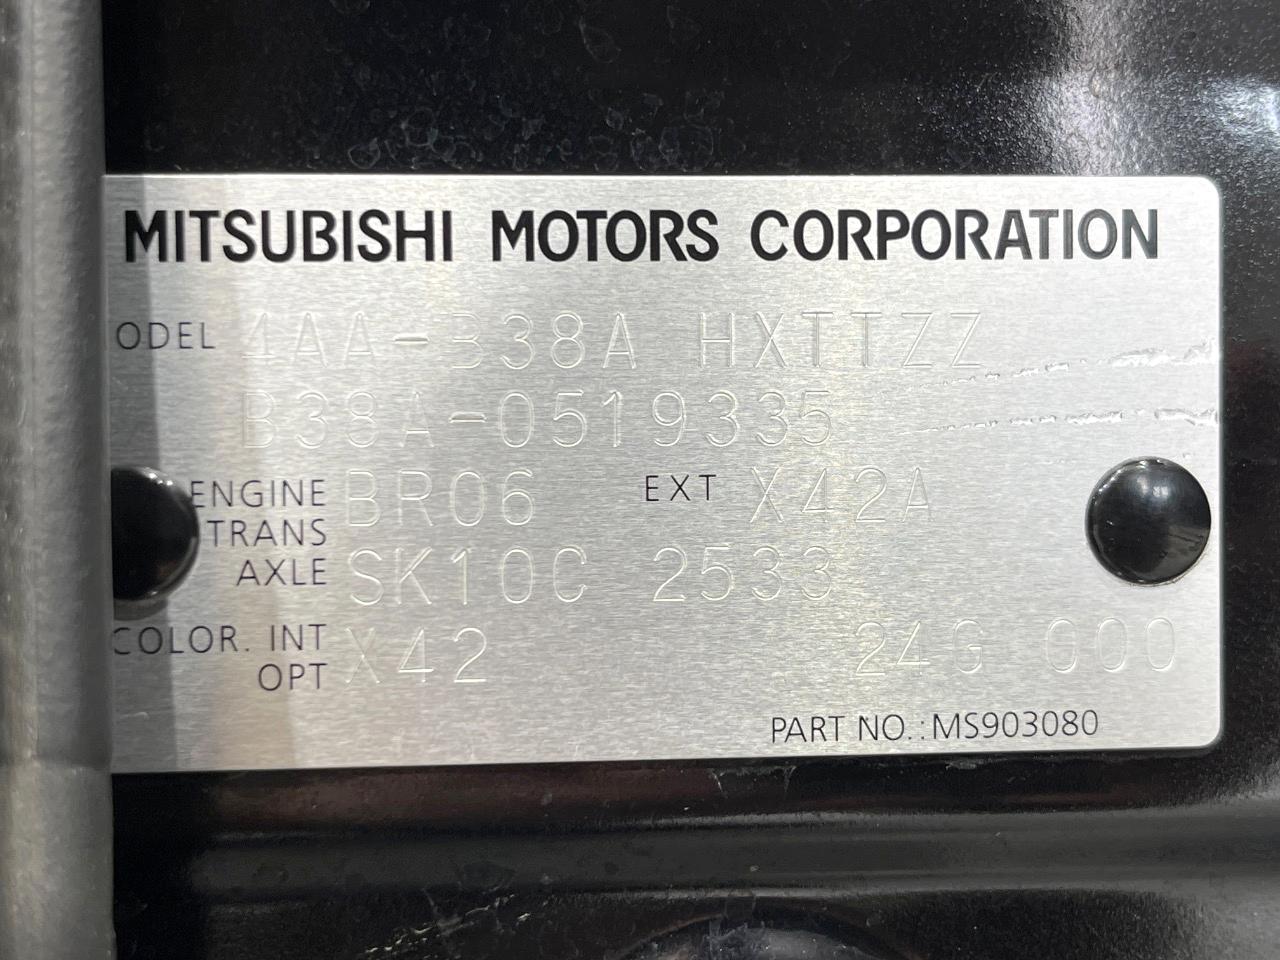 MITSUBISHI MOTORS CORPORATION
ODEL 4AA-B38A HXTTZZ
B38A-0519335
ENGINE BR06 EXT X42A
TRANS
AXLE SK10C 2533
COLOR. INT X42 24G 000
OPT
PART NO.: MS903080